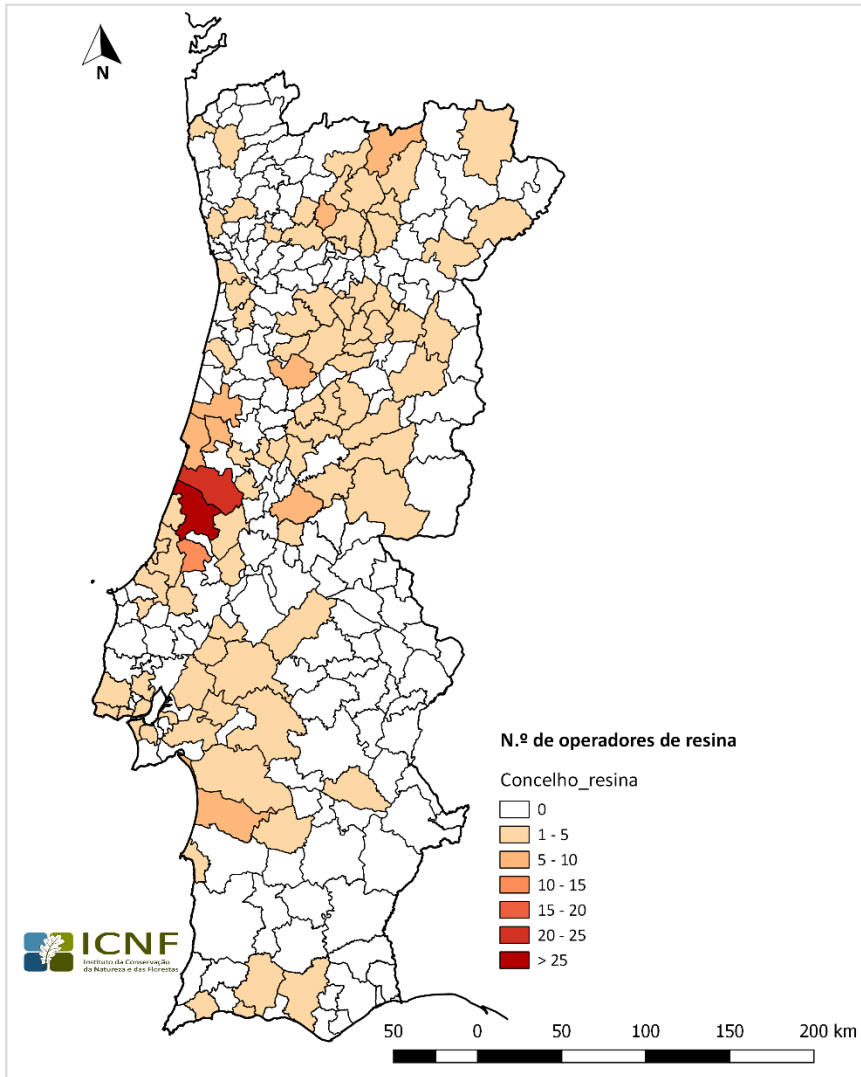 N
N.º de operadores de resina
Concelho_resina
0
1 - 5
5 - 10
10 - 15
15 - 20
20 - 25
> 25
ICNF
Instituto da Conservação
da Natureza e das Florestas
50 0 50 100 150 200 km